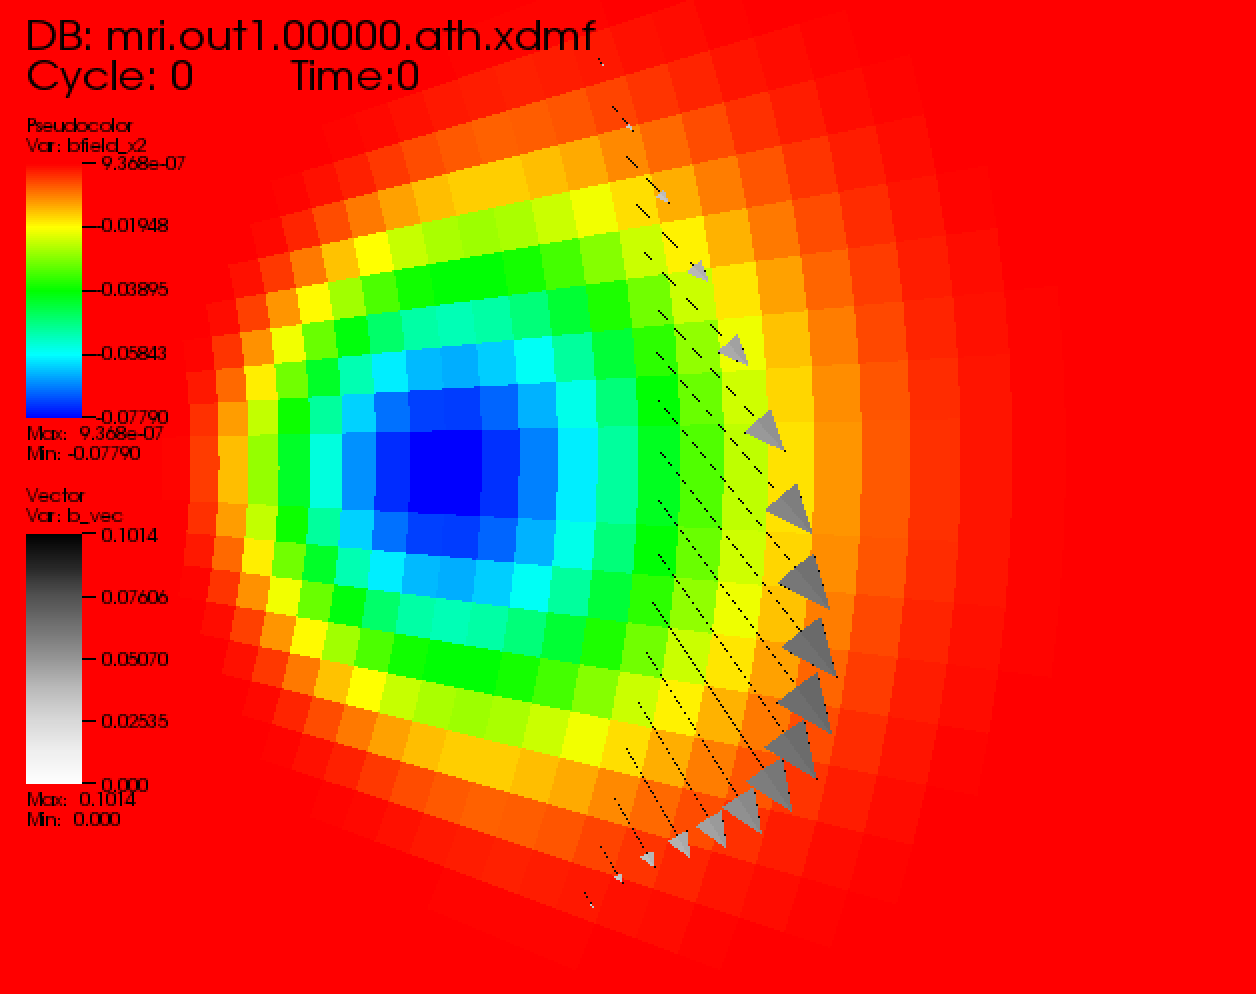 DB: mri.out1.00000.ath.xdmf
Cycle: 0 Time:0
Pseudocolor
Var: bfield_x2
9.368e-07
-0.01948
-0.03895
-0.05843
-0.07790
Max: 9.368e-07
Min: -0.07790
Vector
Var: b_vec
0.1014
0.07606
0.05070
0.02535
0.000
Max: 0.1014
Min: 0.000